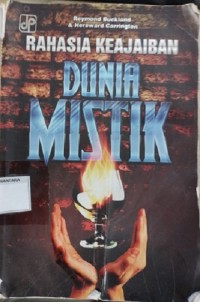 Raymond Buckland
& Hereward Carrington
RAHASIA KEAJAIBAN
DUNIA
MISTIK